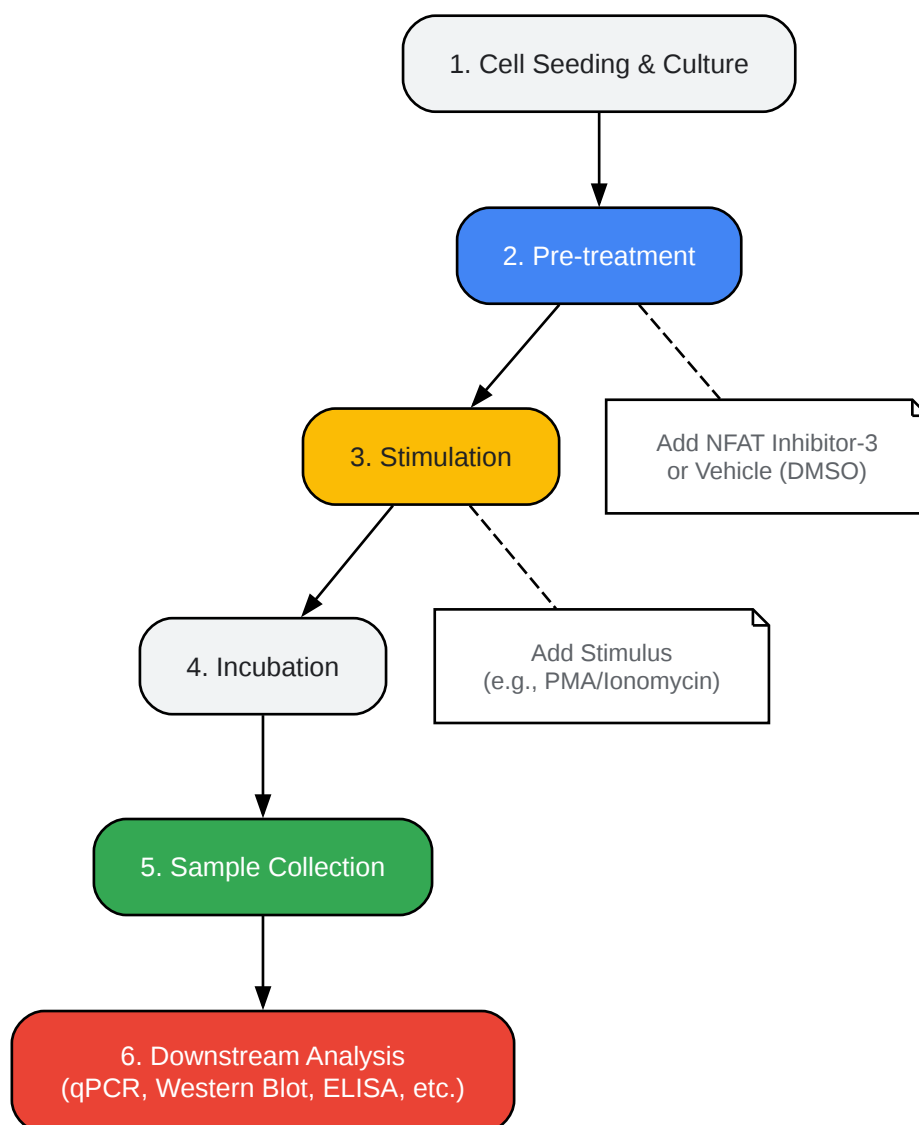 1. Cell Seeding & Culture
2. Pre-treatment
Add NFAT Inhibitor-3
or Vehicle (DMSO)
3. Stimulation
Add Stimulus
(e.g., PMA/Ionomycin)
4. Incubation
5. Sample Collection
6. Downstream Analysis
(qPCR, Western Blot, ELISA, etc.)